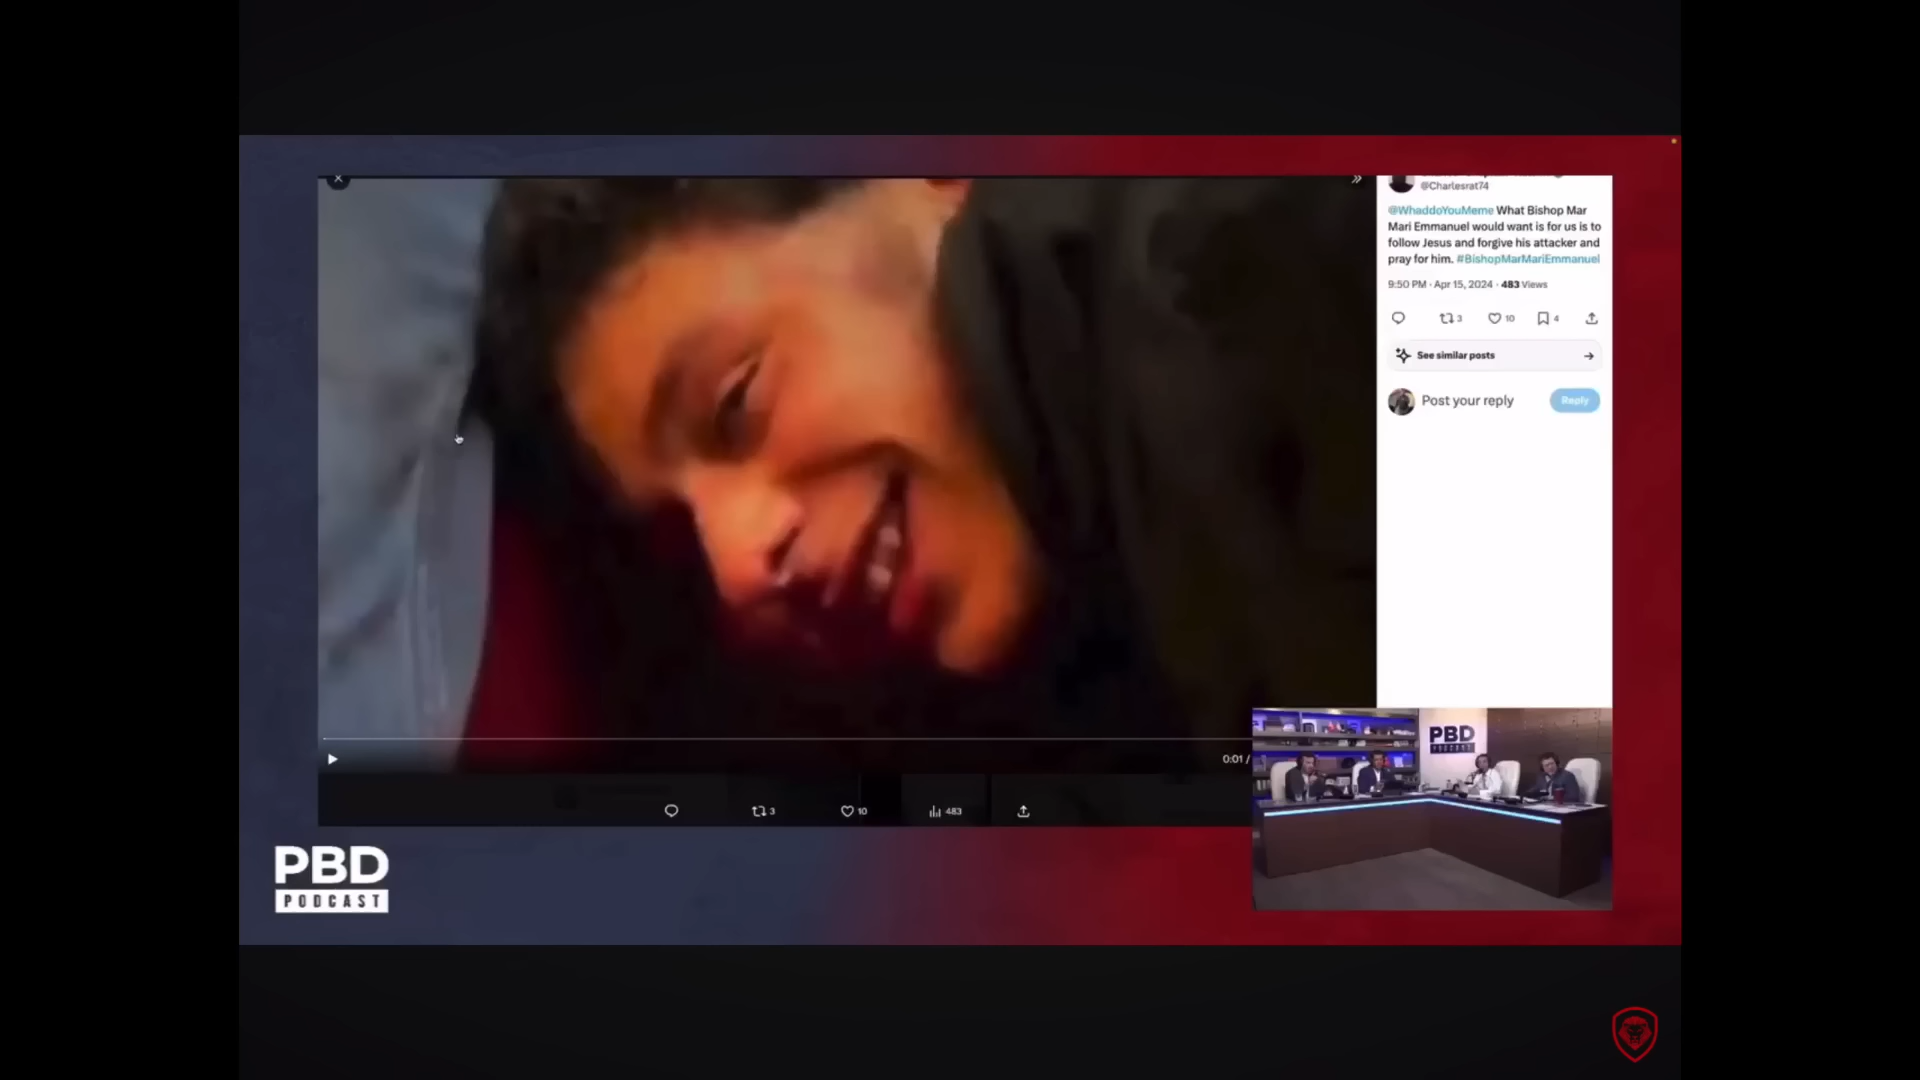 @Charlesrat74
@WhaddoYouMeme What Bishop Mar
Mari Emmanuel would want is for us is to
follow Jesus and forgive his attacker and
pray for him. #BishopMarMariEmmanuel
9:50 PM · Apr 15, 2024 · 483 Views
3
10
4
See similar posts
Post your reply
Reply
0:01 /
3
10
483
PBD
PODCAST
PBD
PODCAST